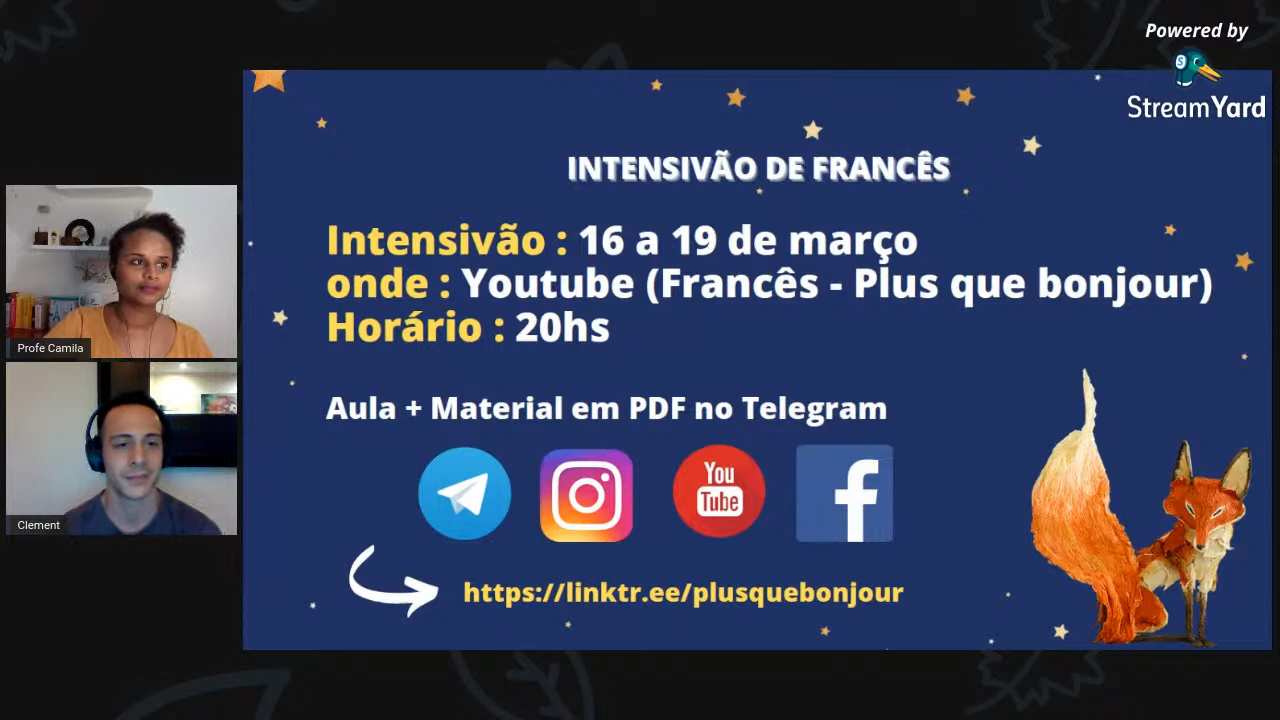 Powered by
StreamYard
INTENSIVÃO DE FRANCÊS
Intensivão : 16 a 19 de março
onde : Youtube (Francês - Plus que bonjour)
Horário : 20hs
Aula + Material em PDF no Telegram
You
Tube
https://linktr.ee/plusquebonjour
Profe Camila
Clement